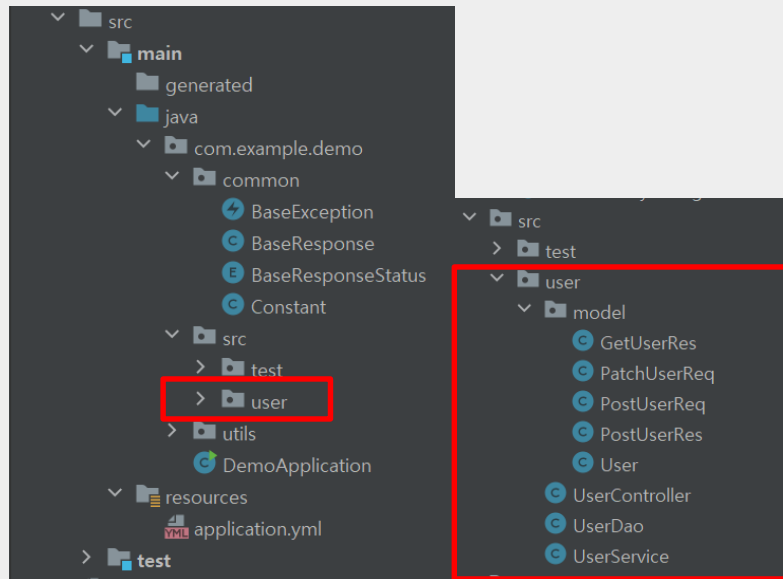 src
main
generated
java
com.example.demo
common
BaseException
C BaseResponse
E BaseResponseStatus
C Constant
src
test
user
utils
C DemoApplication
resources
YML application.yml
test
src
test
user
model
C GetUserRes
C PatchUserReq
C PostUserReq
C PostUserRes
C User
C UserController
C UserDao
C UserService